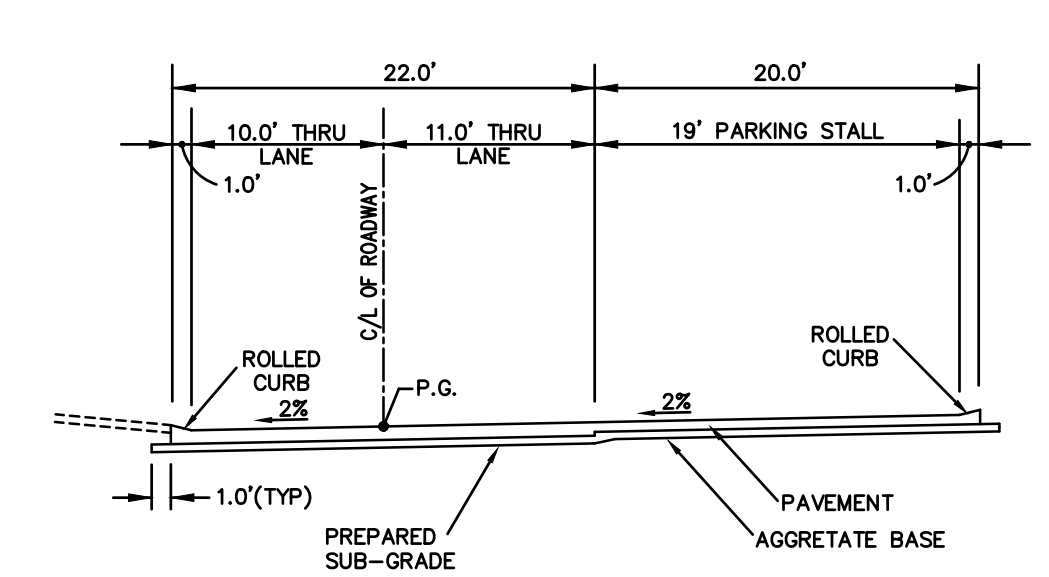 22.0'
20.0'
10.0' THRU
LANE
11.0' THRU
LANE
19' PARKING STALL
1.0'
1.0'
C/L OF ROADWAY
ROLLED
CURB
ROLLED
CURB
P.G.
2%
2%
1.0'(TYP)
PAVEMENT
PREPARED
SUB-GRADE
AGGRETATE BASE